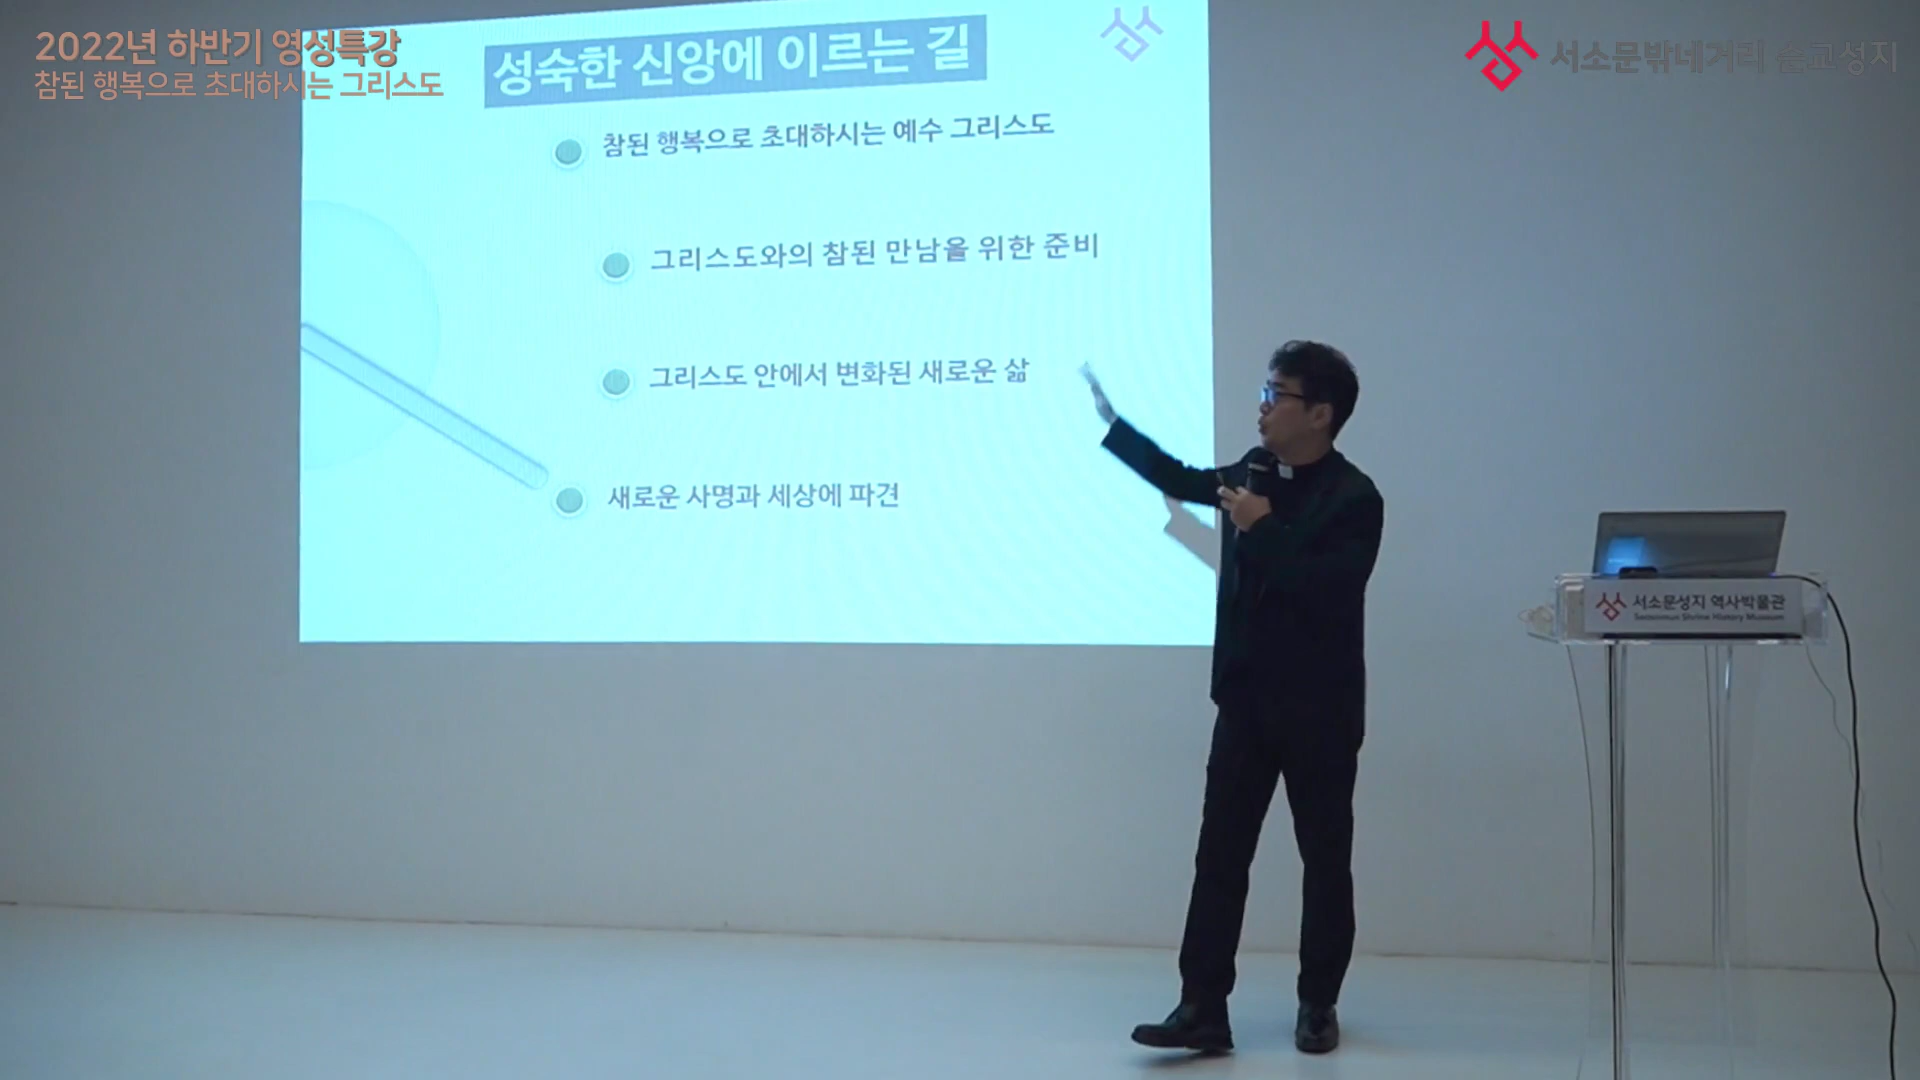 2022년 하반기 영성특강
참된 행복으로 초대하시는 그리스도
서소문밖네거리 순교성지
성숙한 신앙에 이르는 길
참된 행복으로 초대하시는 예수 그리스도
그리스도와의 참된 만남을 위한 준비
그리스도 안에서 변화된 새로운 삶
새로운 사명과 세상에 파견
서소문성지 역사박물관
Seosomun Shrine History Museum